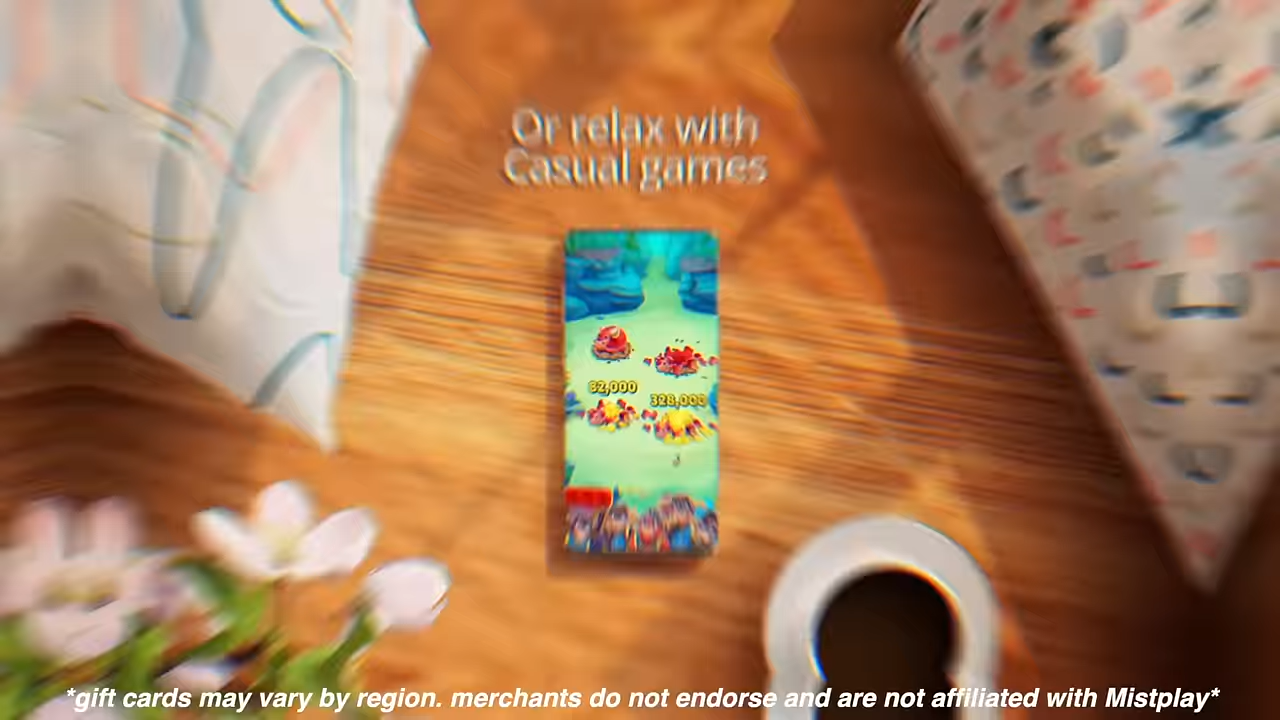 Or relax with
Casual games
32,000
328,000
*gift cards may vary by region. merchants do not endorse and are not affiliated with Mistplay*